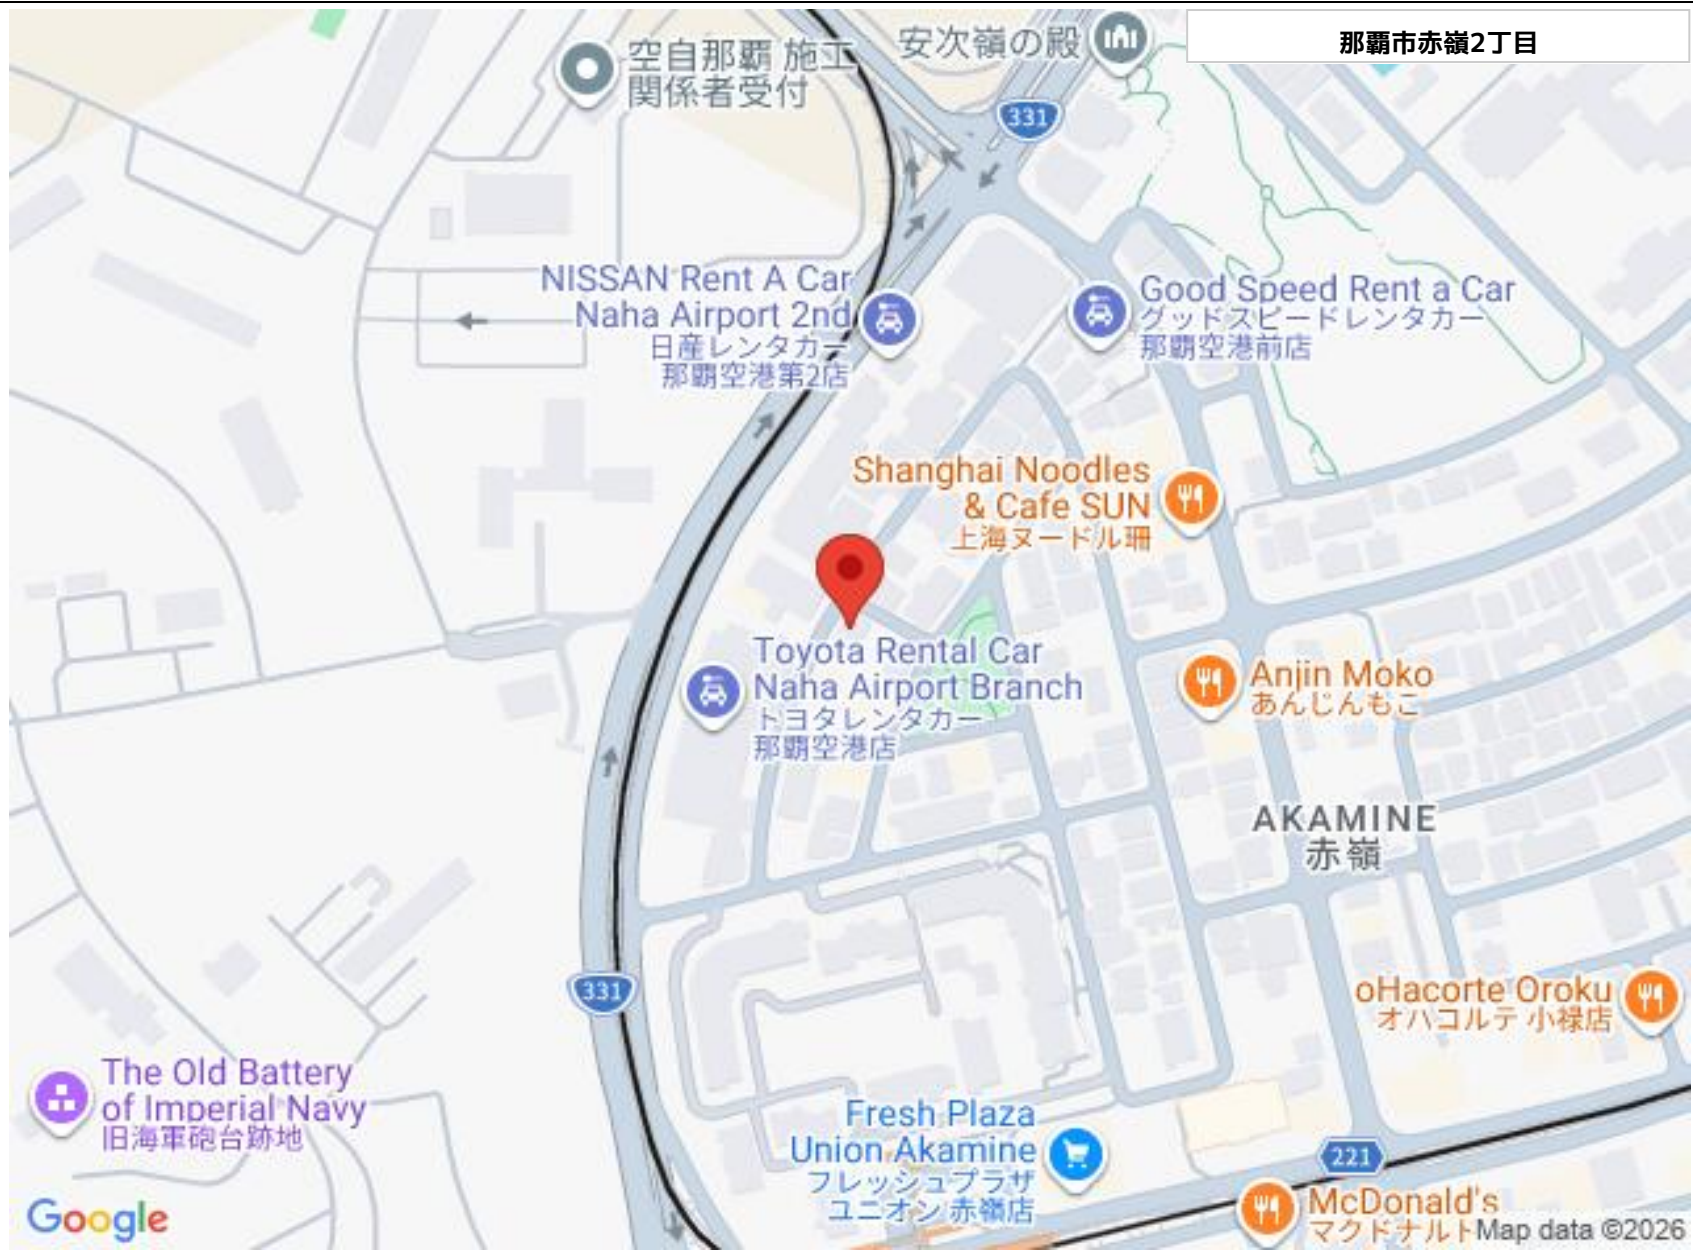 那覇市赤嶺2丁目
空自那覇 施工
関係者受付
安次嶺の殿
331
NISSAN Rent A Car
Naha Airport 2nd
日産レンタカー
那覇空港第2店
Good Speed Rent a Car
グッドスピードレンタカー
那覇空港前店
Shanghai Noodles
& Cafe SUN
上海ヌードル珊
Toyota Rental Car
Naha Airport Branch
トヨタレンタカー
那覇空港店
Anjin Moko
あんじんもこ
AKAMINE
赤嶺
331
oHacorte Oroku
オハコルテ 小禄店
The Old Battery
of Imperial Navy
旧海軍砲台跡地
Fresh Plaza
Union Akamine
フレッシュプラザ
ユニオン 赤嶺店
221
McDonald's
マクドナルト
Google
Map data ©2026